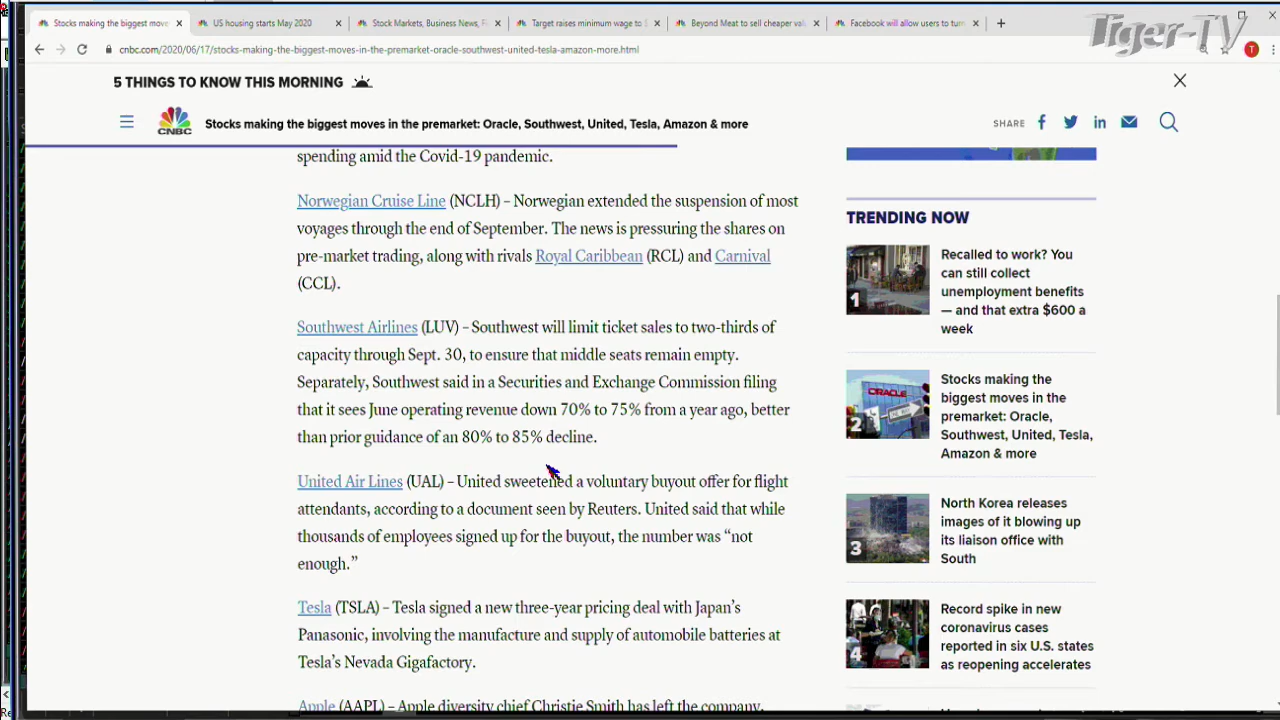 Stocks making the biggest move
US housing starts May 2020
Stock Markets, Business News, F
Target raises minimum wage to $
Beyond Meat to sell cheaper val
Facebook will allow users to turn
Tiger-TV
cnbc.com/2020/06/17/stocks-making-the-biggest-moves-in-the-premarket-oracle-southwest-united-tesla-amazon-more.html
T
5 THINGS TO KNOW THIS MORNING
CNBC
Stocks making the biggest moves in the premarket: Oracle, Southwest, United, Tesla, Amazon & more
SHARE
spending amid the Covid-19 pandemic.
Norwegian Cruise Line (NCLH) – Norwegian extended the suspension of most
voyages through the end of September. The news is pressuring the shares on
pre-market trading, along with rivals Royal Caribbean (RCL) and Carnival
(CCL).
Southwest Airlines (LUV) – Southwest will limit ticket sales to two-thirds of
capacity through Sept. 30, to ensure that middle seats remain empty.
Separately, Southwest said in a Securities and Exchange Commission filing
that it sees June operating revenue down 70% to 75% from a year ago, better
than prior guidance of an 80% to 85% decline.
United Air Lines (UAL) – United sweetened a voluntary buyout offer for flight
attendants, according to a document seen by Reuters. United said that while
thousands of employees signed up for the buyout, the number was “not
enough.”
Tesla (TSLA) – Tesla signed a new three-year pricing deal with Japan’s
Panasonic, involving the manufacture and supply of automobile batteries at
Tesla’s Nevada Gigafactory.
Apple (AAPL) – Apple diversity chief Christie Smith has left the company,
TRENDING NOW
1
Recalled to work? You
can still collect
unemployment benefits
— and that extra $600 a
week
ORACLE
2
Stocks making the
biggest moves in the
premarket: Oracle,
Southwest, United, Tesla,
Amazon & more
3
North Korea releases
images of it blowing up
its liaison office with
South
4
Record spike in new
coronavirus cases
reported in six U.S. states
as reopening accelerates